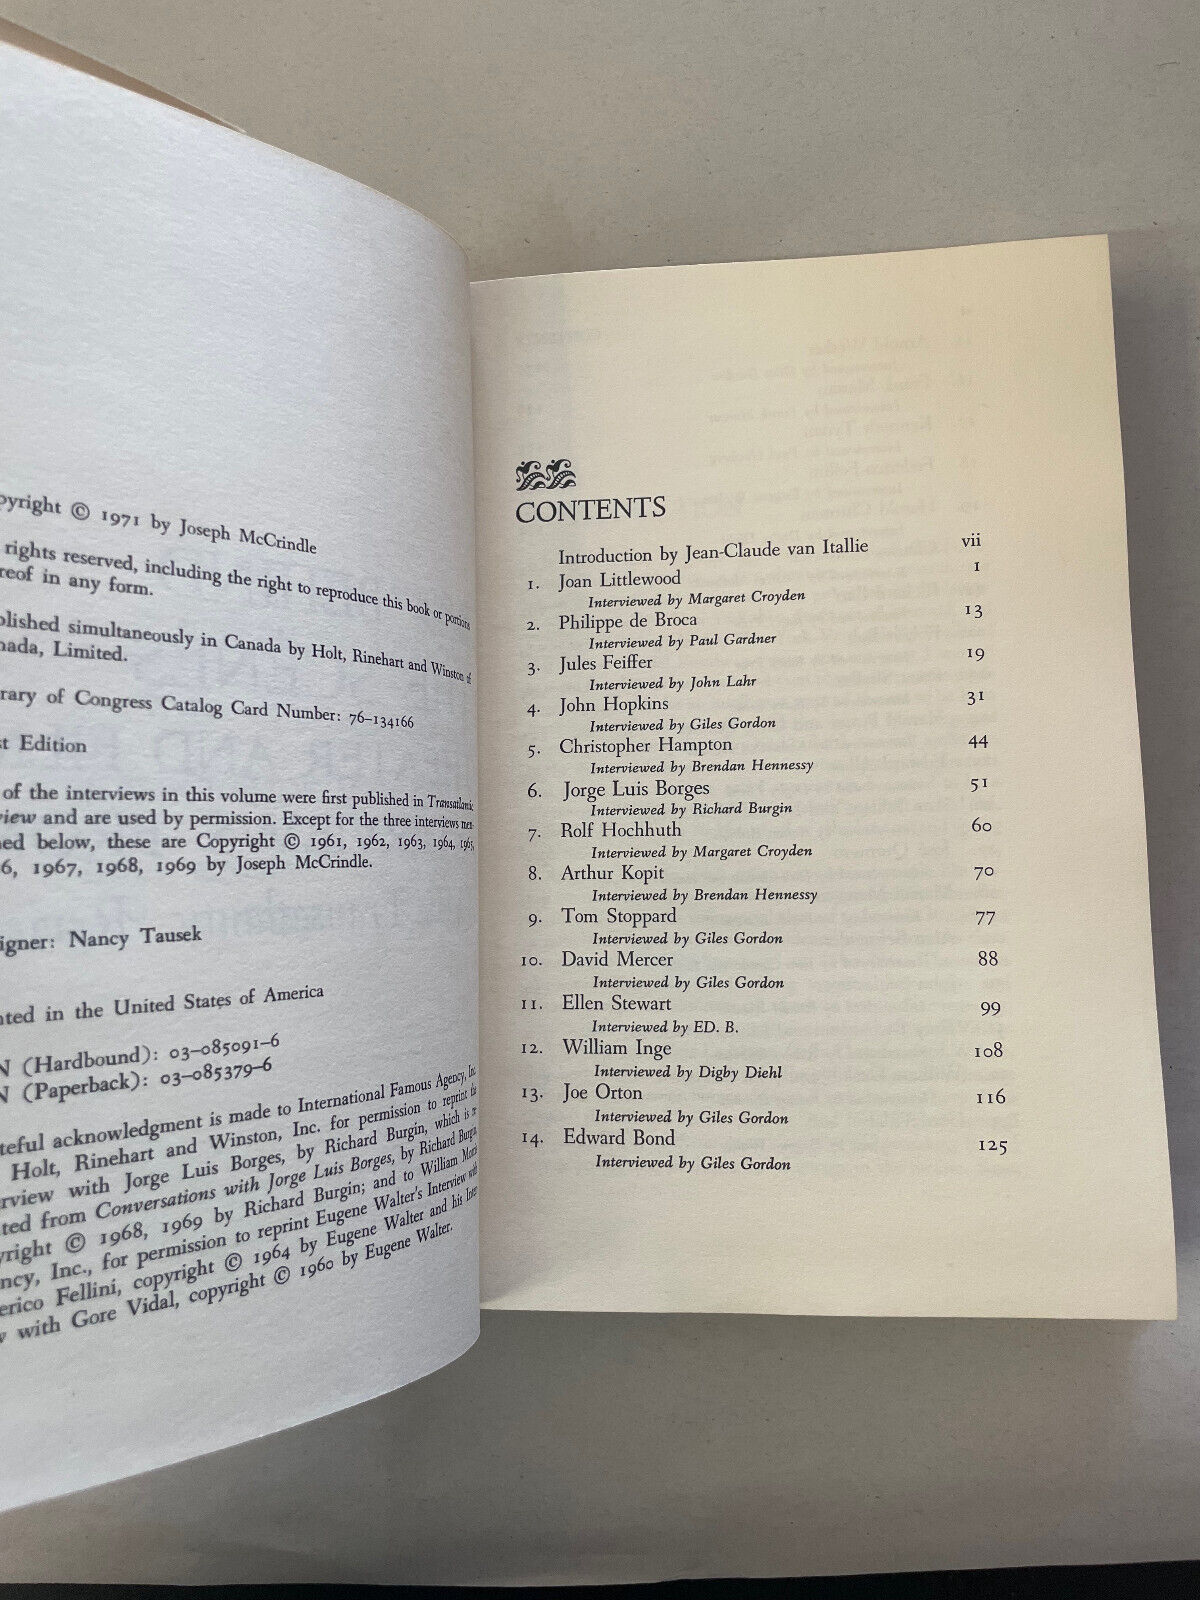 pyright © 1971 by Joseph McCrindle
rights reserved, including the right to reproduce this book or portions
reof in any form.
blished simultaneously in Canada by Holt, Rinehart and Winston of
nada, Limited.
rary of Congress Catalog Card Number: 76–134166
st Edition
of the interviews in this volume were first published in Transatlantic
view and are used by permission. Except for the three interviews men-
ned below, these are Copyright © 1961, 1962, 1963, 1964, 1965,
6, 1967, 1968, 1969 by Joseph McCrindle.
igner: Nancy Tausek
nted in the United States of America
N (Hardbound): 03–085091–6
N (Paperback): 03–085379–6
teful acknowledgment is made to International Famous Agency, Inc.
Holt, Rinehart and Winston, Inc. for permission to reprint the
rview with Jorge Luis Borges, by Richard Burgin, which is re
ted from Conversations with Jorge Luis Borges, by Richard Burgin
yright © 1968, 1969 by Richard Burgin; and to William Morris
ncy, Inc., for permission to reprint Eugene Walter's Interview with
erico Fellini, copyright © 1964 by Eugene Walter and his Inter
w with Gore Vidal, copyright © 1960 by Eugene Walter.
CONTENTS
Introduction by Jean-Claude van Itallie vii
1. Joan Littlewood 1
Interviewed by Margaret Croyden
2. Philippe de Broca 13
Interviewed by Paul Gardner
3. Jules Feiffer 19
Interviewed by John Lahr
4. John Hopkins 31
Interviewed by Giles Gordon
5. Christopher Hampton 44
Interviewed by Brendan Hennessy
6. Jorge Luis Borges 51
Interviewed by Richard Burgin
7. Rolf Hochhuth 60
Interviewed by Margaret Croyden
8. Arthur Kopit 70
Interviewed by Brendan Hennessy
9. Tom Stoppard 77
Interviewed by Giles Gordon
10. David Mercer 88
Interviewed by Giles Gordon
11. Ellen Stewart 99
Interviewed by ED. B.
12. William Inge 108
Interviewed by Digby Diehl
13. Joe Orton 116
Interviewed by Giles Gordon
14. Edward Bond 125
Interviewed by Giles Gordon